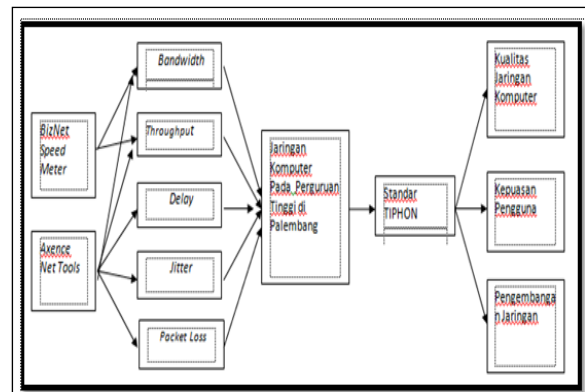 BizNet
Speed
Meter
Axence
Net Tools
Bandwidth
Throughput
Delay
Jitter
Packet Loss
Jaringan
Komputer
Pada Perguruan
Tinggi di
Palembang
Standar
TIPHON
Kualitas
Jaringan
Komputer
Kepuasan
Pengguna
Pengembanga
n Jaringan